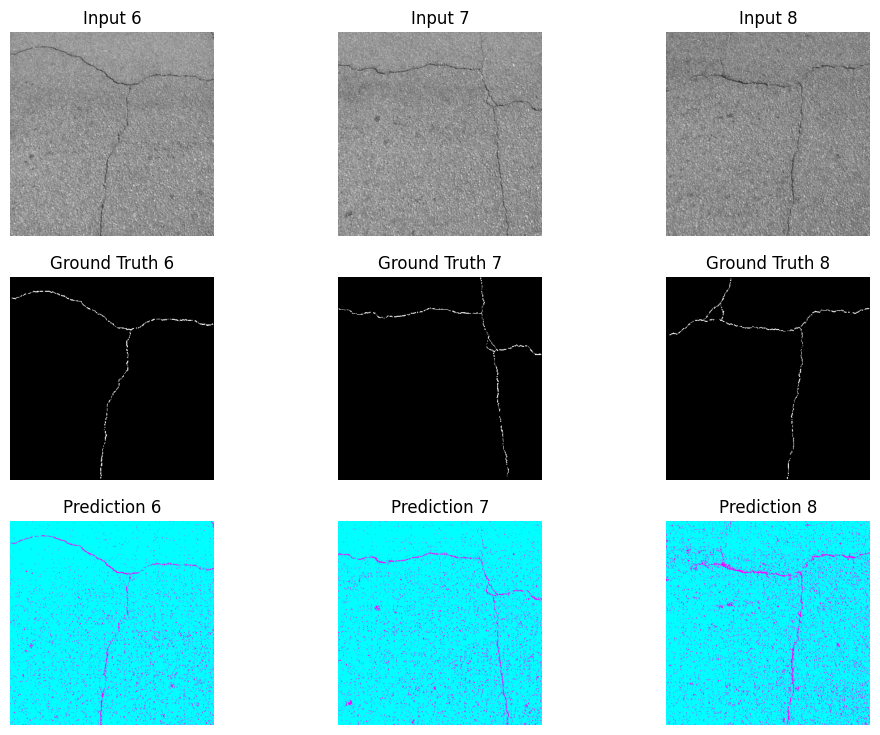 Input 6
Input 7
Input 8
Ground Truth 6
Ground Truth 7
Ground Truth 8
Prediction 6
Prediction 7
Prediction 8